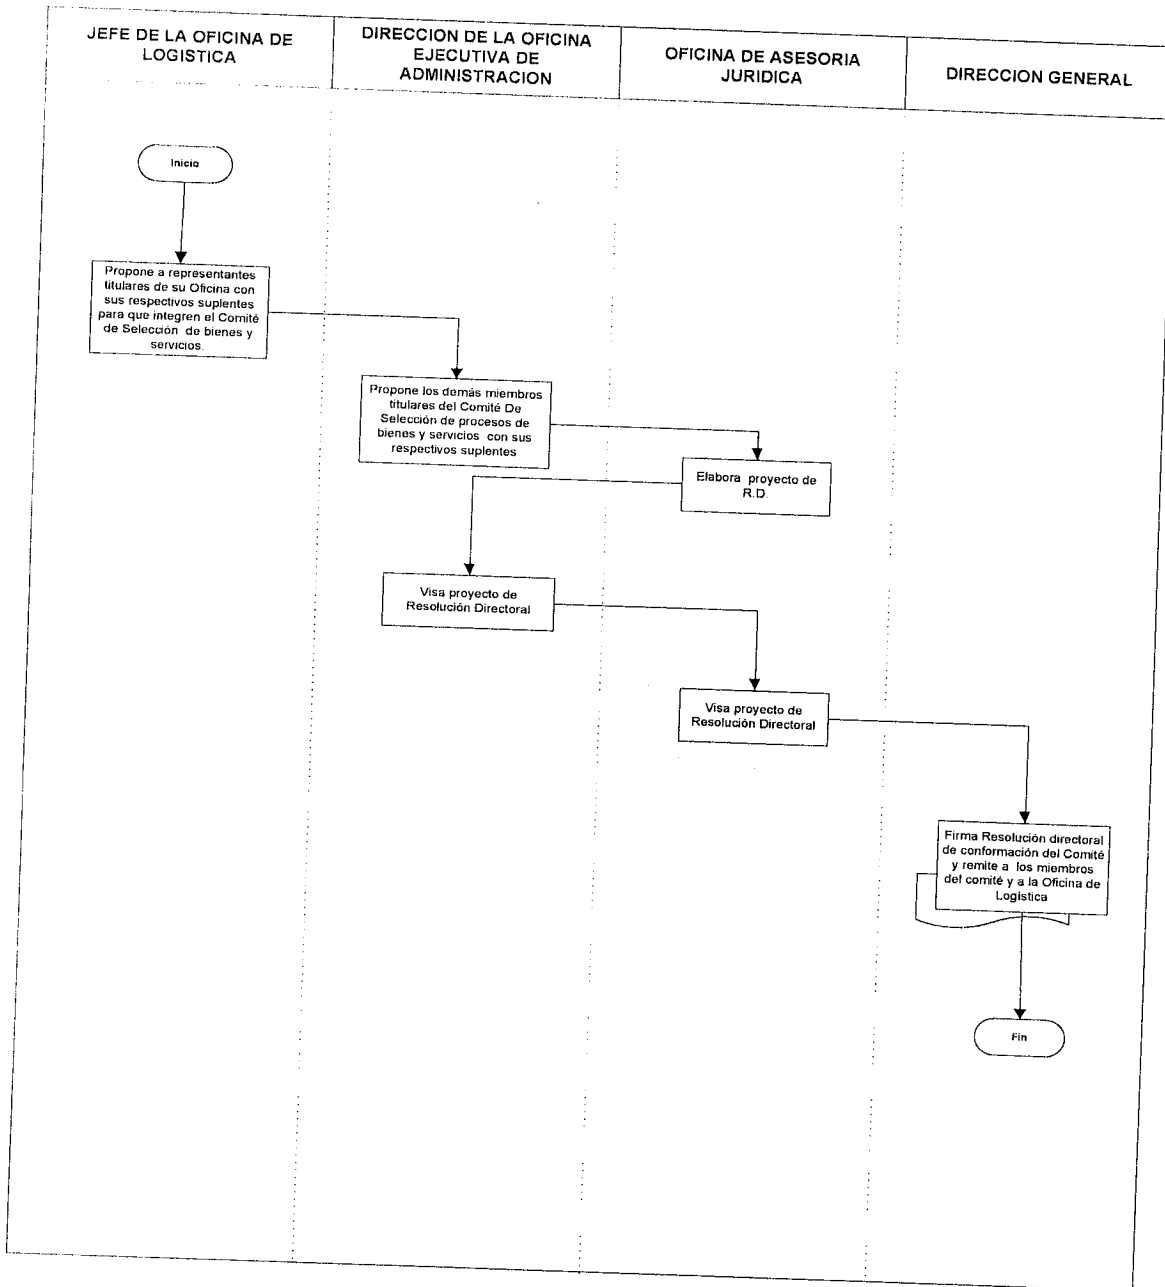 JEFE DE LA OFICINA DE
LOGISTICA
DIRECCION DE LA OFICINA
EJECUTIVA DE
ADMINISTRACION
OFICINA DE ASESORIA
JURIDICA
DIRECCION GENERAL
Inicio
Propone a representantes
titulares de su Oficina con
sus respectivos suplentes
para que integren el Comité
de Selección de bienes y
servicios.
Propone los demás miembros
titulares del Comité De
Selección de procesos de
bienes y servicios con sus
respectivos suplentes
Elabora proyecto de
R.D.
Visa proyecto de
Resolución Directoral
Visa proyecto de
Resolución Directoral
Firma Resolución directoral
de conformación del Comité
y remite a los miembros
del comité y a la Oficina de
Logística
Fin